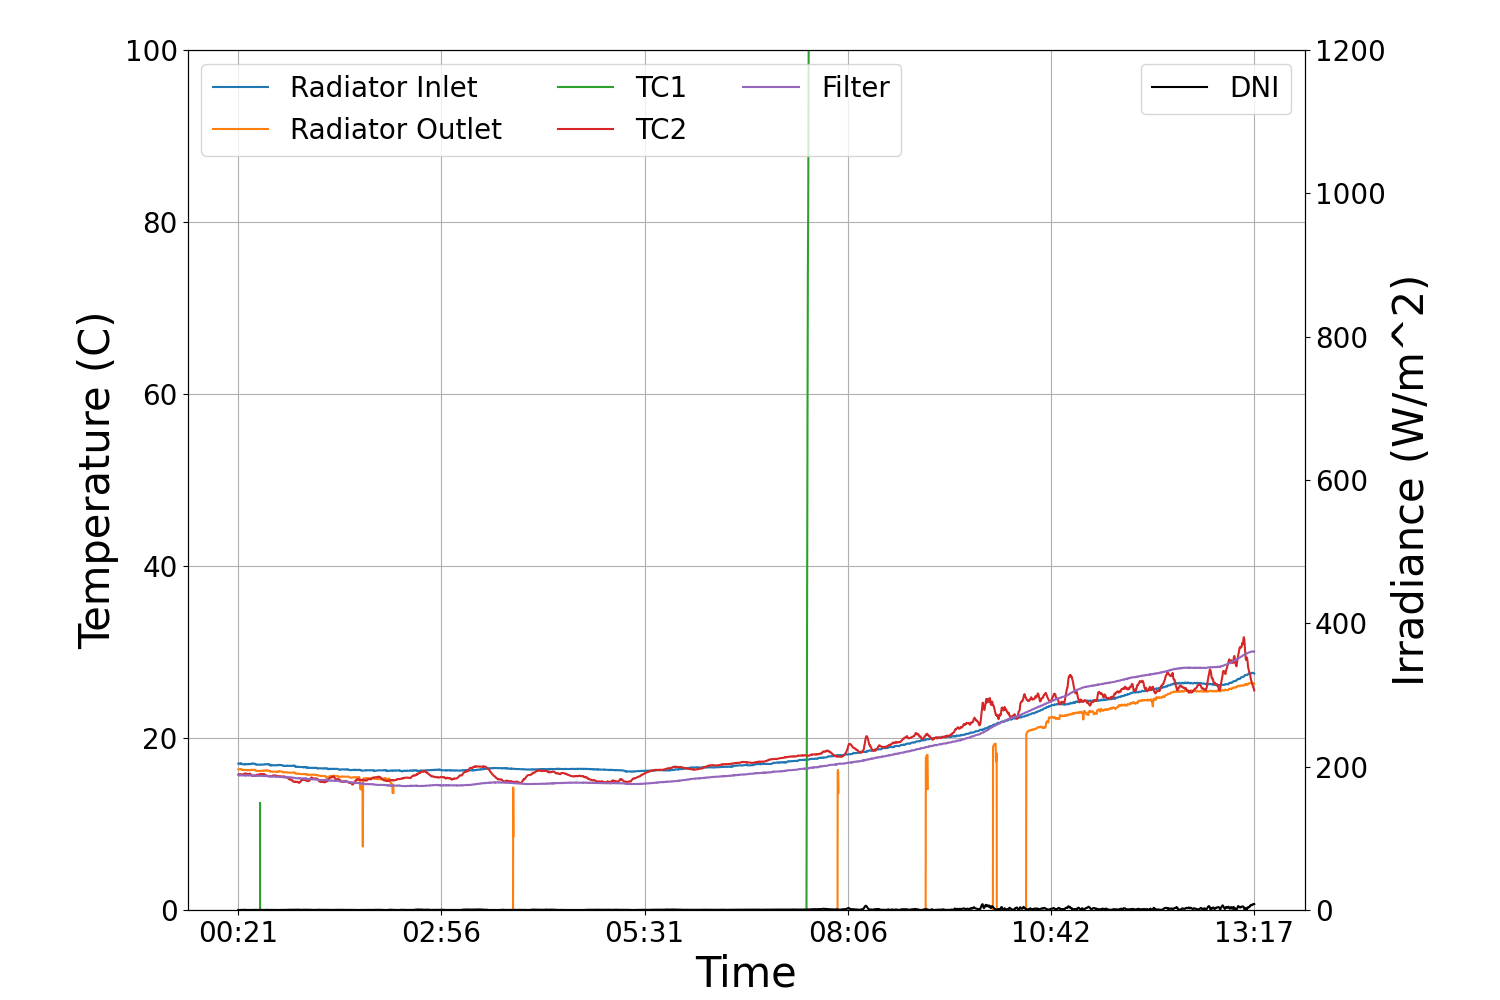 Radiator Inlet
Radiator Outlet
TC1
TC2
Filter
DNI
100
80
60
40
20
0
Temperature (C)
1200
1000
800
600
400
200
0
Irradiance (W/m^2)
00:21 02:56 05:31 08:06 10:42 13:17
Time